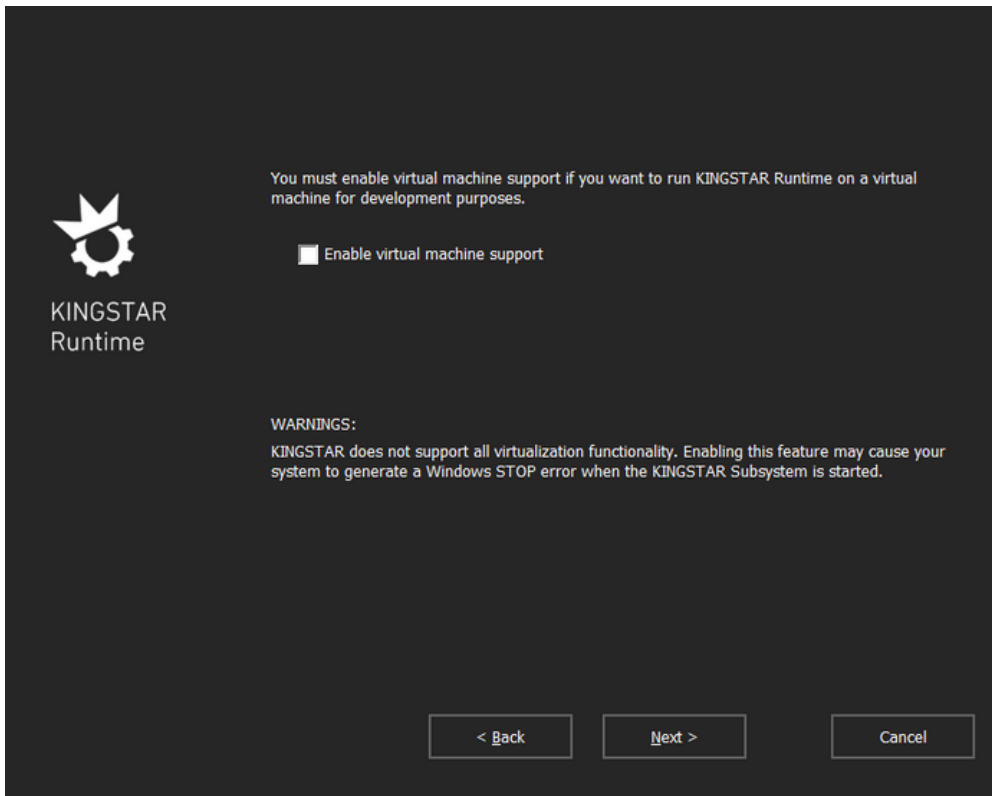 You must enable virtual machine support if you want to run KINGSTAR Runtime on a virtual
machine for development purposes.
Enable virtual machine support
KINGSTAR
Runtime
WARNINGS:
KINGSTAR does not support all virtualization functionality. Enabling this feature may cause your
system to generate a Windows STOP error when the KINGSTAR Subsystem is started.
< Back
Next >
Cancel